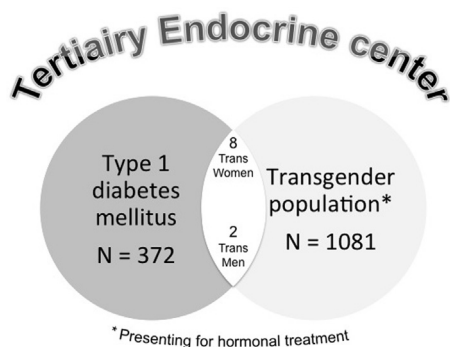 Tertiairy Endocrine center
Type 1
diabetes
mellitus
N = 372
8
Trans
Women
2
Trans
Men
Transgender
population*
N = 1081
*Presenting for hormonal treatment